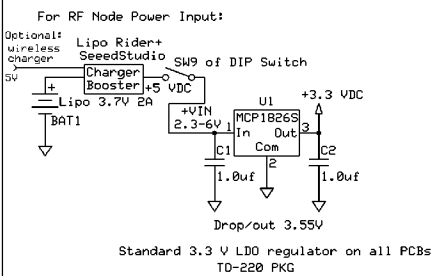 For RF Node Power Input:
Optional:
wireless
charger
5V
Lipo Rider+
SeeedStudio
Charger
Booster
+5 VDC
SW9 of DIP Switch
+
Lipo 3.7V 2A
BAT1
+VIN
2.3-6V
U1
MCP1826S
1 In Out 3
Com
2
+3.3 VDC
C1
1.0uf
C2
1.0uf
Drop/out 3.55V
Standard 3.3 V LDO regulator on all PCBs
TO-220 PKG